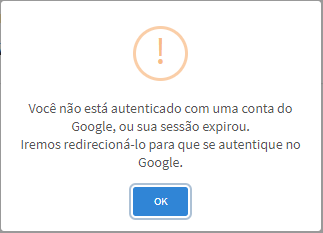 !
Você não está autenticado com uma conta do
Google, ou sua sessão expirou.
Iremos redirecioná-lo para que se autentique no
Google.
OK